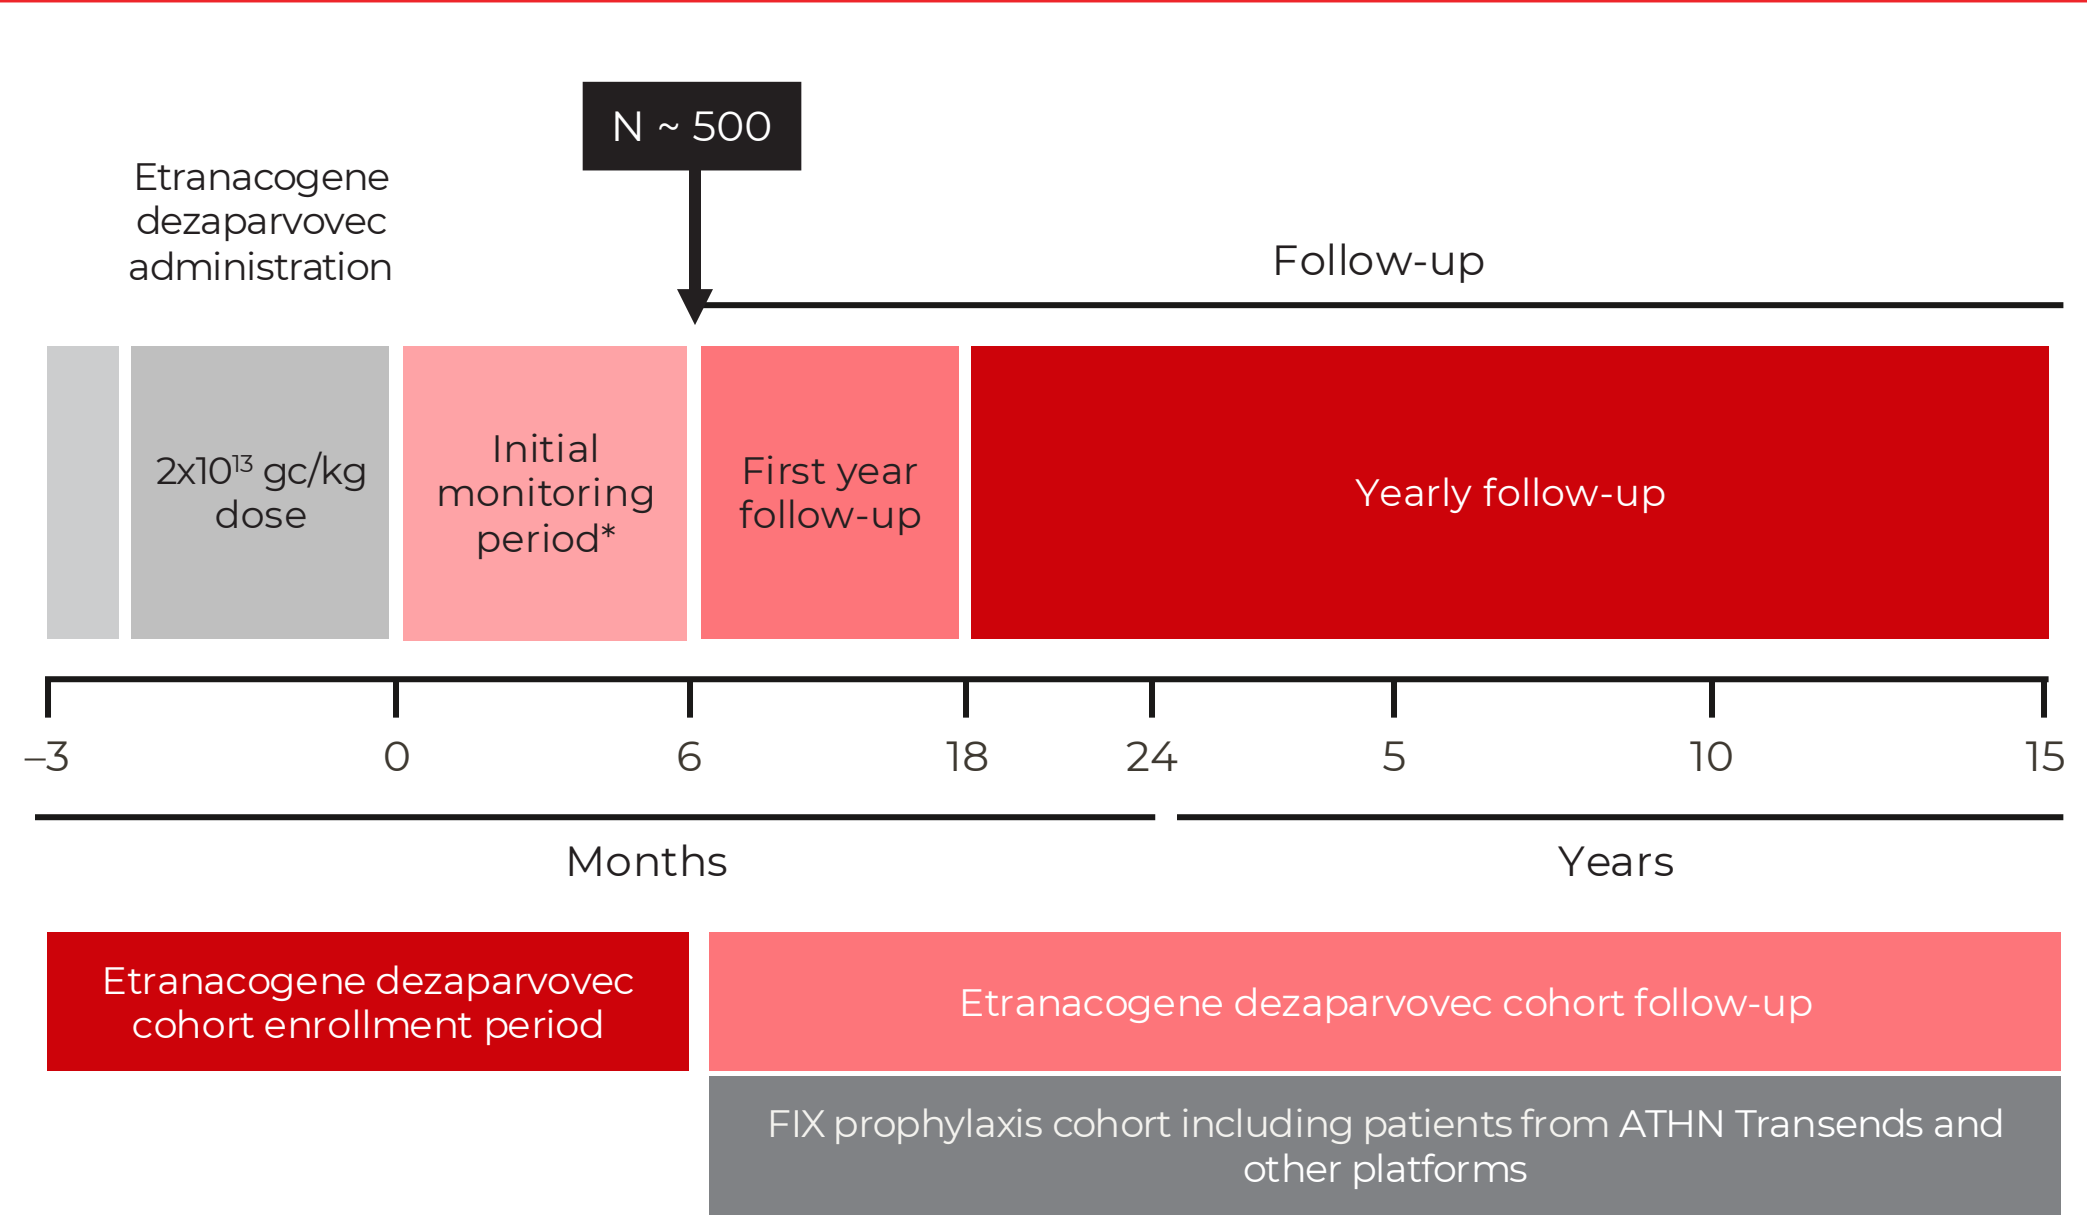 N ~ 500
Etranacogene
dezaparvovec
administration
Follow-up
2x10¹³ gc/kg
dose
Initial
monitoring
period*
First year
follow-up
Yearly follow-up
–3 0 6 18 24 5 10 15
Months Years
Etranacogene dezaparvovec
cohort enrollment period
Etranacogene dezaparvovec cohort follow-up
FIX prophylaxis cohort including patients from ATHN Transends and
other platforms